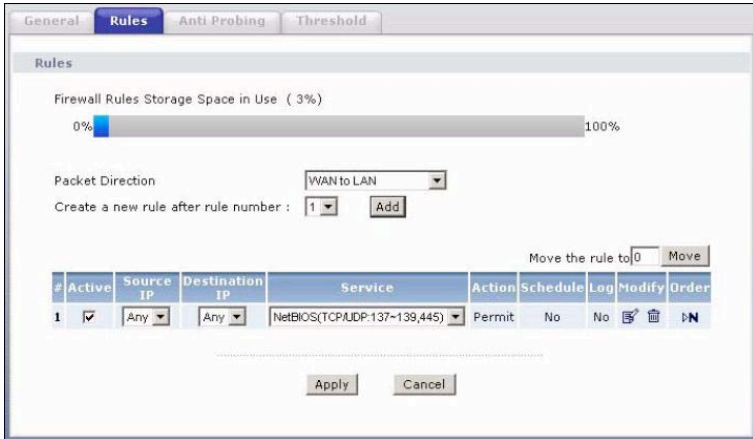 General Rules Anti Probing Threshold
Rules
Firewall Rules Storage Space in Use ( 3%)
0% 100%
Packet Direction WAN to LAN
Create a new rule after rule number : 1 Add
Move the rule to 0 Move
# Active Source IP Destination IP Service Action Schedule Log Modify Order
1 Any Any NetBIOS(TCP/UDP:137~139,445) Permit No No N
Apply Cancel